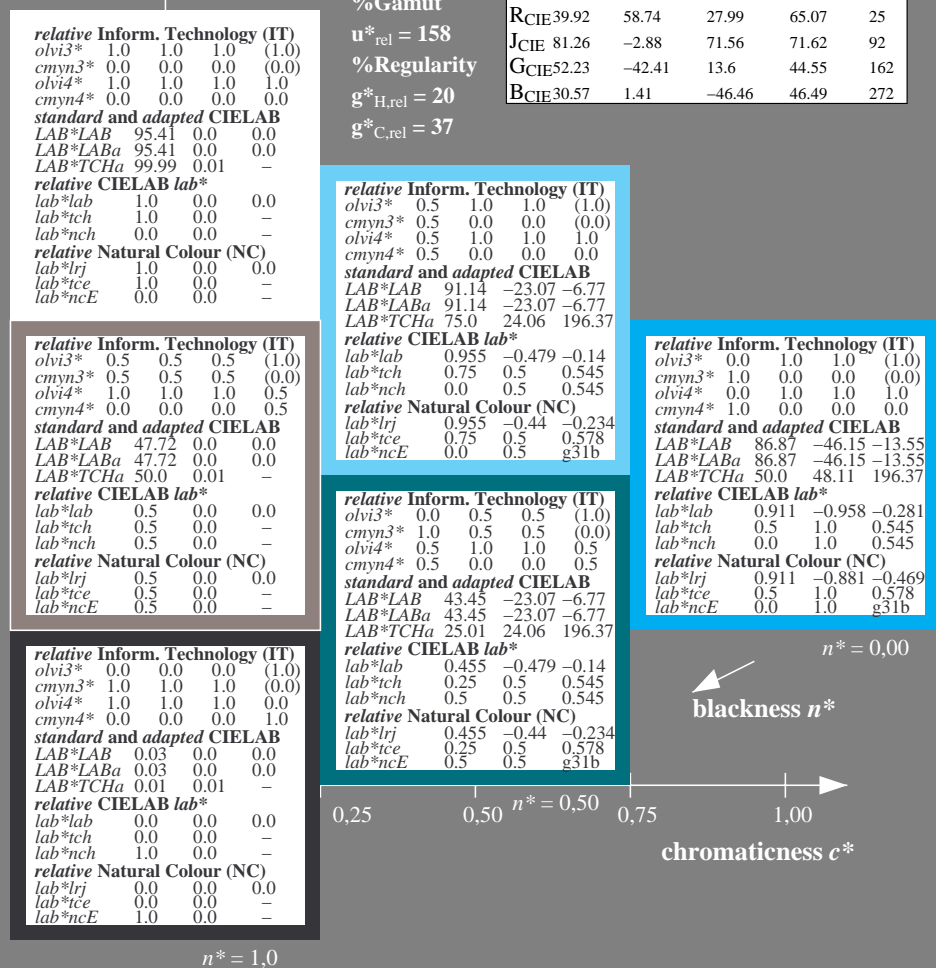 %Gamut
u*rel = 158
%Regularity
g*H,rel = 20
g*C,rel = 37
RCIE 39.92 58.74 27.99 65.07 25
JCIE 81.26 −2.88 71.56 71.62 92
GCIE 52.23 −42.41 13.6 44.55 162
BCIE 30.57 1.41 −46.46 46.49 272
relative Inform. Technology (IT)
olvi3* 1.0 1.0 1.0 (1.0)
cmyn3* 0.0 0.0 0.0 (0.0)
olvi4* 1.0 1.0 1.0 1.0
cmyn4* 0.0 0.0 0.0 0.0
standard and adapted CIELAB
LAB*LAB 95.41 0.0 0.0
LAB*LABa 95.41 0.0 0.0
LAB*TCHa 99.99 0.01 –
relative CIELAB lab*
lab*lab 1.0 0.0 0.0
lab*tch 1.0 0.0 –
lab*nch 0.0 0.0 –
relative Natural Colour (NC)
lab*lrj 1.0 0.0 0.0
lab*tce 1.0 0.0 –
lab*ncE 0.0 0.0 –
relative Inform. Technology (IT)
olvi3* 0.5 1.0 1.0 (1.0)
cmyn3* 0.5 0.0 0.0 (0.0)
olvi4* 0.5 1.0 1.0 1.0
cmyn4* 0.5 0.0 0.0 0.0
standard and adapted CIELAB
LAB*LAB 91.14 −23.07 −6.77
LAB*LABa 91.14 −23.07 −6.77
LAB*TCHa 75.0 24.06 196.37
relative CIELAB lab*
lab*lab 0.955 −0.479 −0.14
lab*tch 0.75 0.5 0.545
lab*nch 0.0 0.5 0.545
relative Natural Colour (NC)
lab*lrj 0.955 −0.44 −0.234
lab*tce 0.75 0.5 0.578
lab*ncE 0.0 0.5 g31b
relative Inform. Technology (IT)
olvi3* 0.5 0.5 0.5 (1.0)
cmyn3* 0.5 0.5 0.5 (0.0)
olvi4* 1.0 1.0 1.0 0.5
cmyn4* 0.0 0.0 0.0 0.5
standard and adapted CIELAB
LAB*LAB 47.72 0.0 0.0
LAB*LABa 47.72 0.0 0.0
LAB*TCHa 50.0 0.01 –
relative CIELAB lab*
lab*lab 0.5 0.0 0.0
lab*tch 0.5 0.0 –
lab*nch 0.5 0.0 –
relative Natural Colour (NC)
lab*lrj 0.5 0.0 0.0
lab*tce 0.5 0.0 –
lab*ncE 0.5 0.0 –
relative Inform. Technology (IT)
olvi3* 0.0 1.0 1.0 (1.0)
cmyn3* 1.0 0.0 0.0 (0.0)
olvi4* 0.0 1.0 1.0 1.0
cmyn4* 1.0 0.0 0.0 0.0
standard and adapted CIELAB
LAB*LAB 86.87 −46.15 −13.55
LAB*LABa 86.87 −46.15 −13.55
LAB*TCHa 50.0 48.11 196.37
relative CIELAB lab*
lab*lab 0.911 −0.958 −0.281
lab*tch 0.5 1.0 0.545
lab*nch 0.0 1.0 0.545
relative Natural Colour (NC)
lab*lrj 0.911 −0.881 −0.469
lab*tce 0.5 1.0 0.578
lab*ncE 0.0 1.0 g31b
relative Inform. Technology (IT)
olvi3* 0.0 0.5 0.5 (1.0)
cmyn3* 1.0 0.5 0.5 (0.0)
olvi4* 0.5 1.0 1.0 0.5
cmyn4* 0.5 0.0 0.0 0.5
standard and adapted CIELAB
LAB*LAB 43.45 −23.07 −6.77
LAB*LABa 43.45 −23.07 −6.77
LAB*TCHa 25.01 24.06 196.37
relative CIELAB lab*
lab*lab 0.455 −0.479 −0.14
lab*tch 0.25 0.5 0.545
lab*nch 0.5 0.5 0.545
relative Natural Colour (NC)
lab*lrj 0.455 −0.44 −0.234
lab*tce 0.25 0.5 0.578
lab*ncE 0.5 0.5 g31b
relative Inform. Technology (IT)
olvi3* 0.0 0.0 0.0 (1.0)
cmyn3* 1.0 1.0 1.0 (0.0)
olvi4* 1.0 1.0 1.0 0.0
cmyn4* 0.0 0.0 0.0 1.0
standard and adapted CIELAB
LAB*LAB 0.03 0.0 0.0
LAB*LABa 0.03 0.0 0.0
LAB*TCHa 0.01 0.01 –
relative CIELAB lab*
lab*lab 0.0 0.0 0.0
lab*tch 0.0 0.0 –
lab*nch 1.0 0.0 –
relative Natural Colour (NC)
lab*lrj 0.0 0.0 0.0
lab*tce 0.0 0.0 –
lab*ncE 1.0 0.0 –
n* = 0,00
blackness n*
0,25 0,50 n* = 0,50 0,75 1,00
chromaticness c*
n* = 1,0